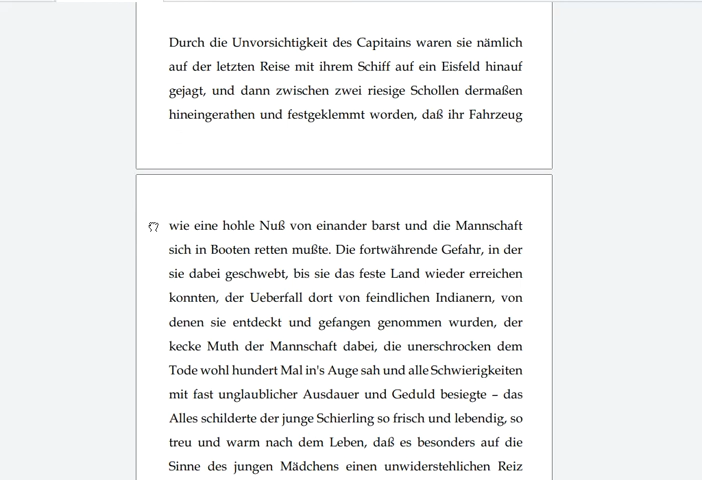 Durch die Unvorsichtigkeit des Capitains waren sie nämlich
auf der letzten Reise mit ihrem Schiff auf ein Eisfeld hinauf
gejagt, und dann zwischen zwei riesige Schollen dermaßen
hineingerathen und festgeklemmt worden, daß ihr Fahrzeug
wie eine hohle Nuß von einander barst und die Mannschaft
sich in Booten retten mußte. Die fortwährende Gefahr, in der
sie dabei geschwebt, bis sie das feste Land wieder erreichen
konnten, der Ueberfall dort von feindlichen Indianern, von
denen sie entdeckt und gefangen genommen wurden, der
kecke Muth der Mannschaft dabei, die unerschrocken dem
Tode wohl hundert Mal in's Auge sah und alle Schwierigkeiten
mit fast unglaublicher Ausdauer und Geduld besiegte – das
Alles schilderte der junge Schierling so frisch und lebendig, so
treu und warm nach dem Leben, daß es besonders auf die
Sinne des jungen Mädchens einen unwiderstehlichen Reiz